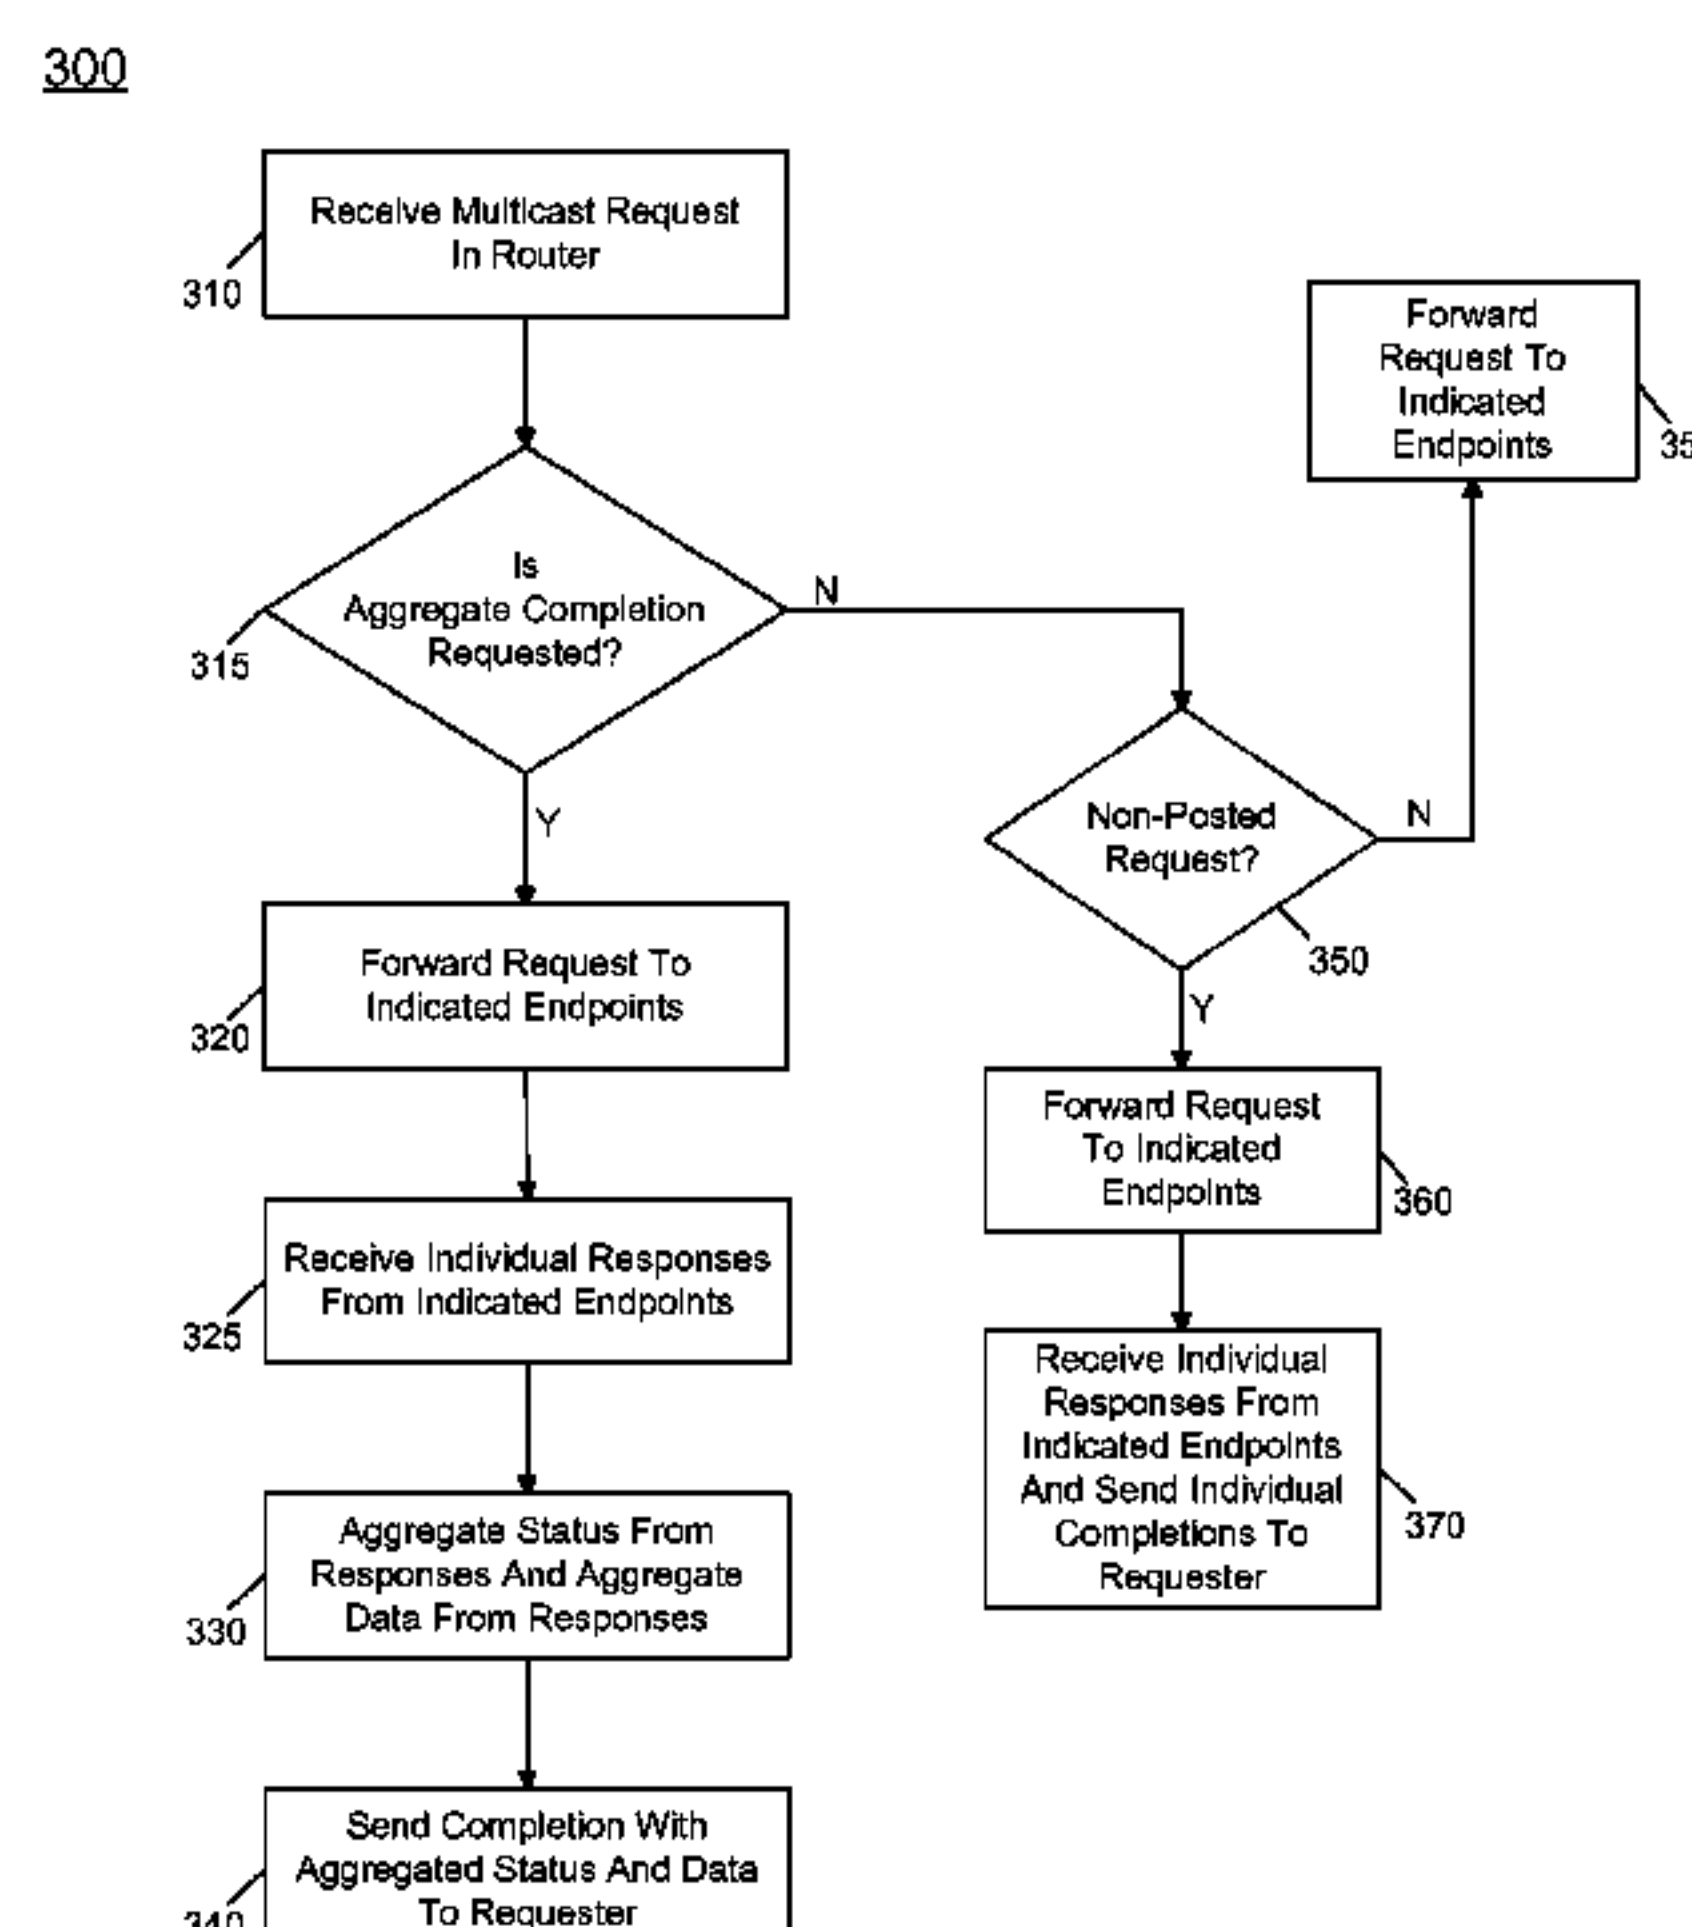 300
Receive Multicast Request
In Router
310
Forward
Request To
Indicated
Endpoints
Is
Aggregate Completion
Requested?
N
315
Y
Non-Posted
Request?
N
350
Forward Request To
Indicated Endpoints
320
Y
Forward Request
To Indicated
Endpoints
360
Receive Individual Responses
From Indicated Endpoints
325
Receive Individual
Responses From
Indicated Endpoints
And Send Individual
Completions To
Requester
370
Aggregate Status From
Responses And Aggregate
Data From Responses
330
Send Completion With
Aggregated Status And Data
To Requester